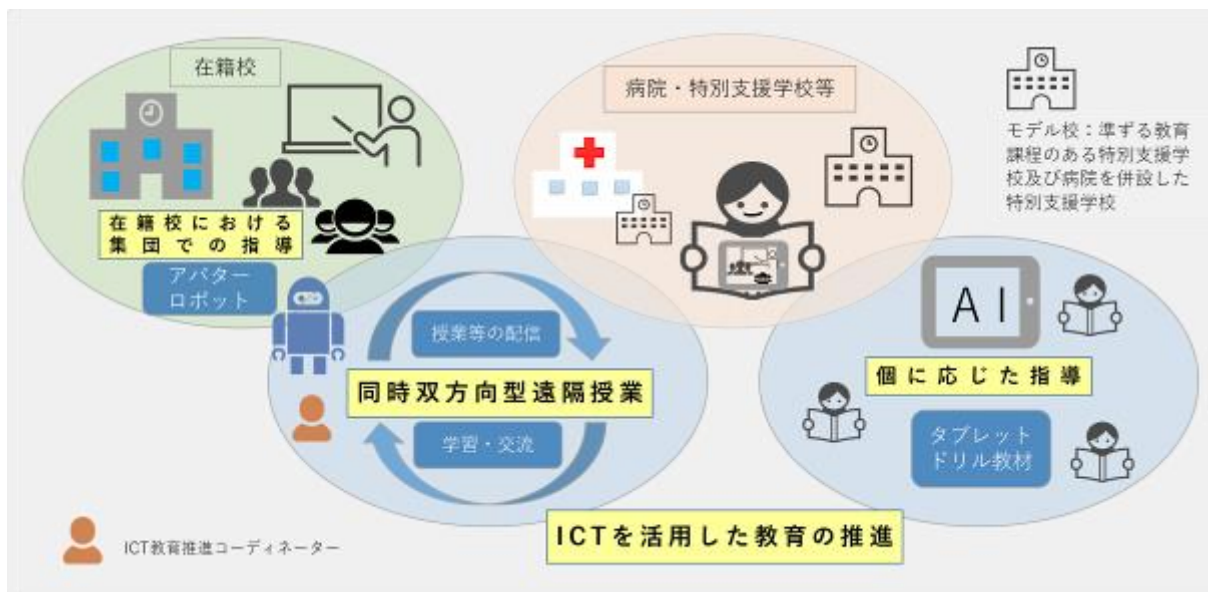 在籍校
病院・特別支援学校等
モデル校：準ずる教育
課程のある特別支援学
校及び病院を併設した
特別支援学校
在籍校における
集団での指導
アバター
ロボット
授業等の配信
同時双方向型遠隔授業
学習・交流
AI
個に応じた指導
タブレット
ドリル教材
ICTを活用した教育の推進
ICT教育推進コーディネーター